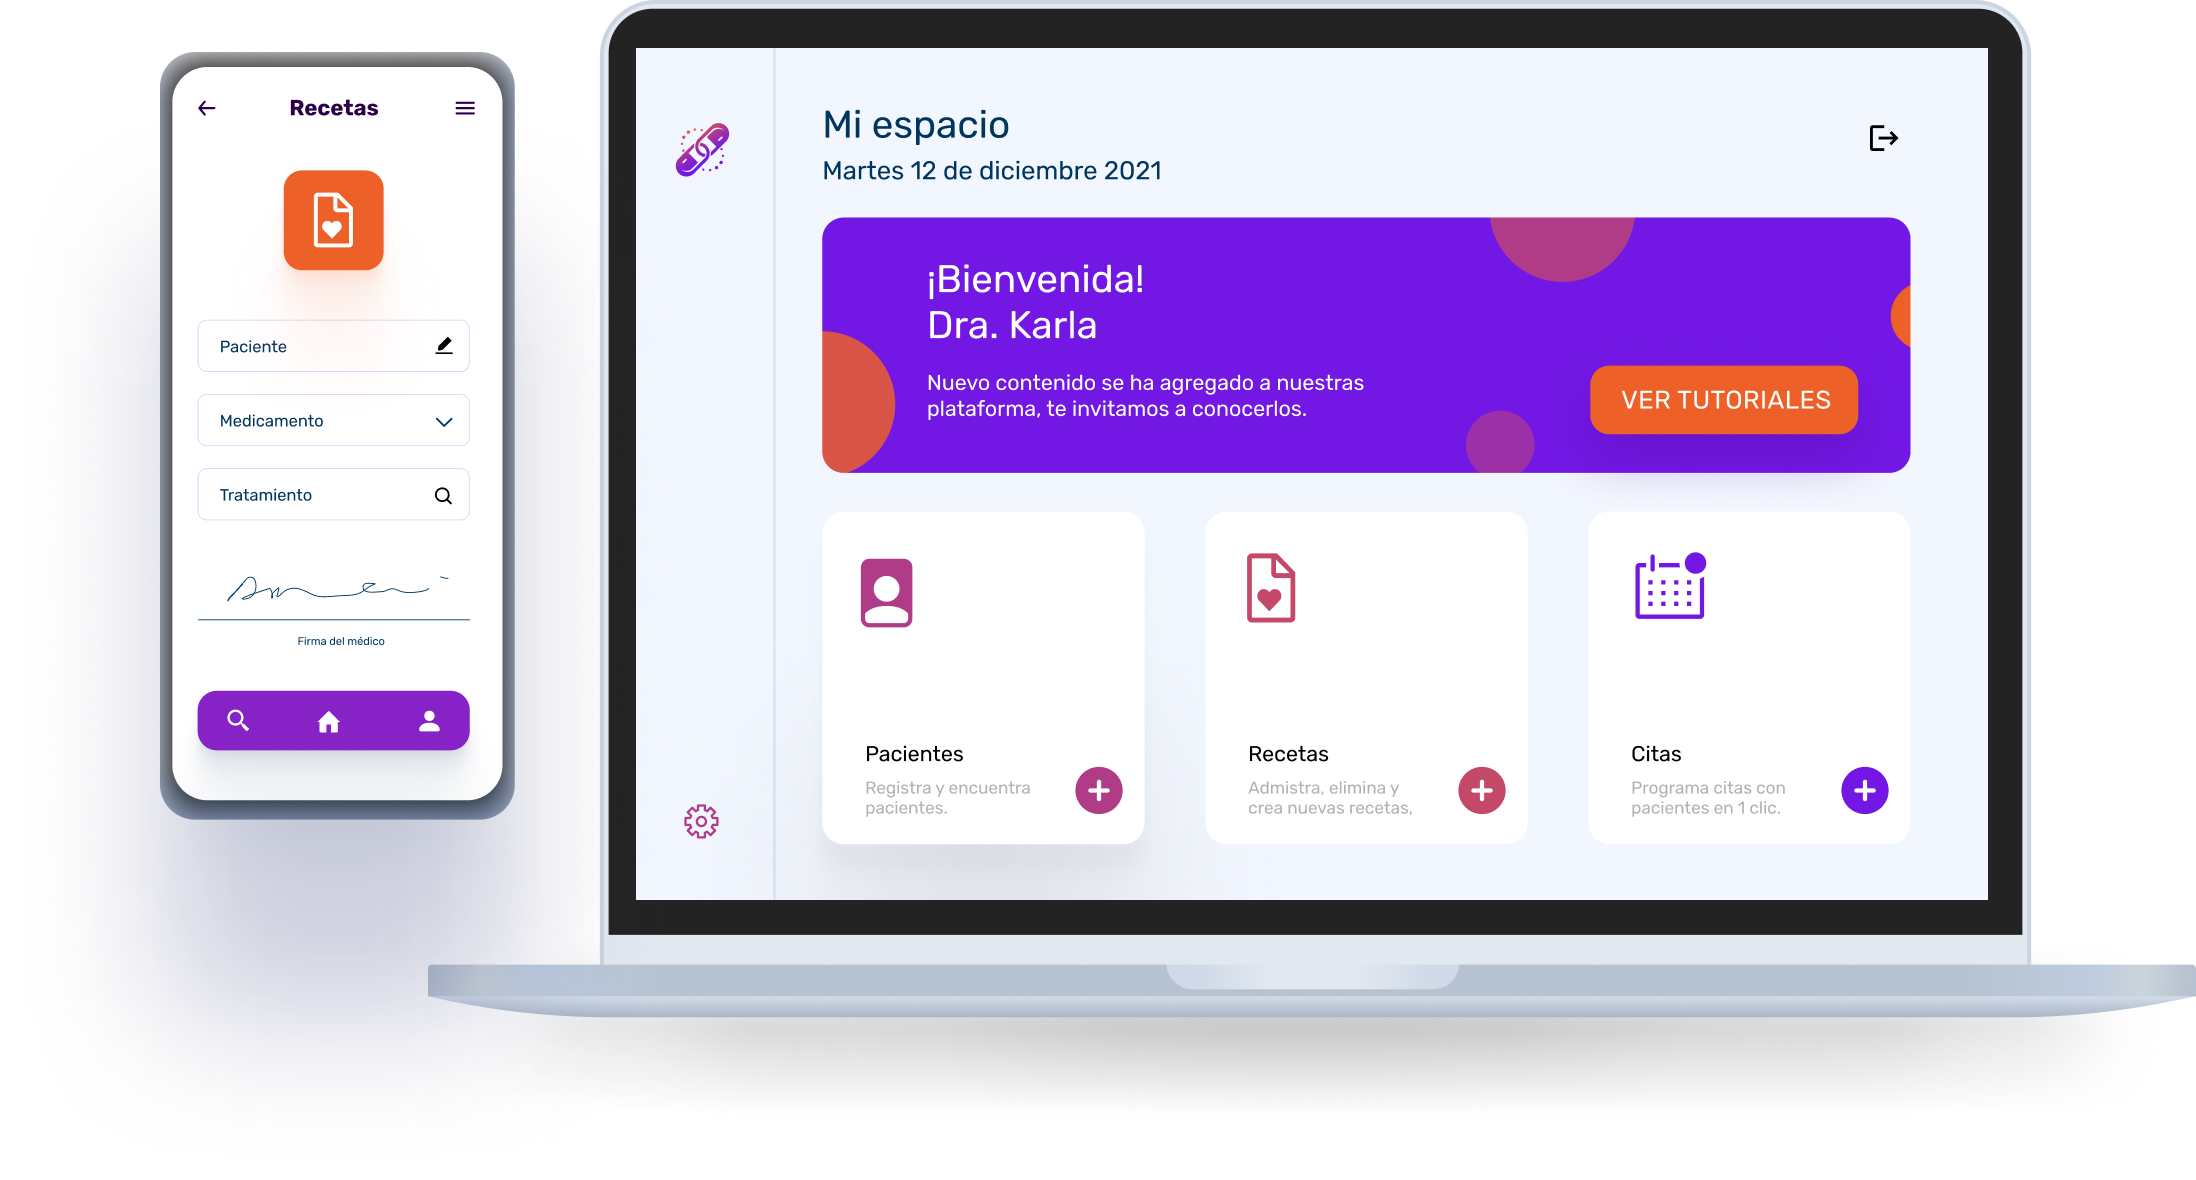 Recetas
Paciente
Medicamento
Tratamiento
Firma del médico
Mi espacio
Martes 12 de diciembre 2021
¡Bienvenida!
Dra. Karla
Nuevo contenido se ha agregado a nuestras
plataforma, te invitamos a conocerlos.
VER TUTORIALES
Pacientes
Registra y encuentra
pacientes.
Recetas
Admistra, elimina y
crea nuevas recetas,
Citas
Programa citas con
pacientes en 1 clic.